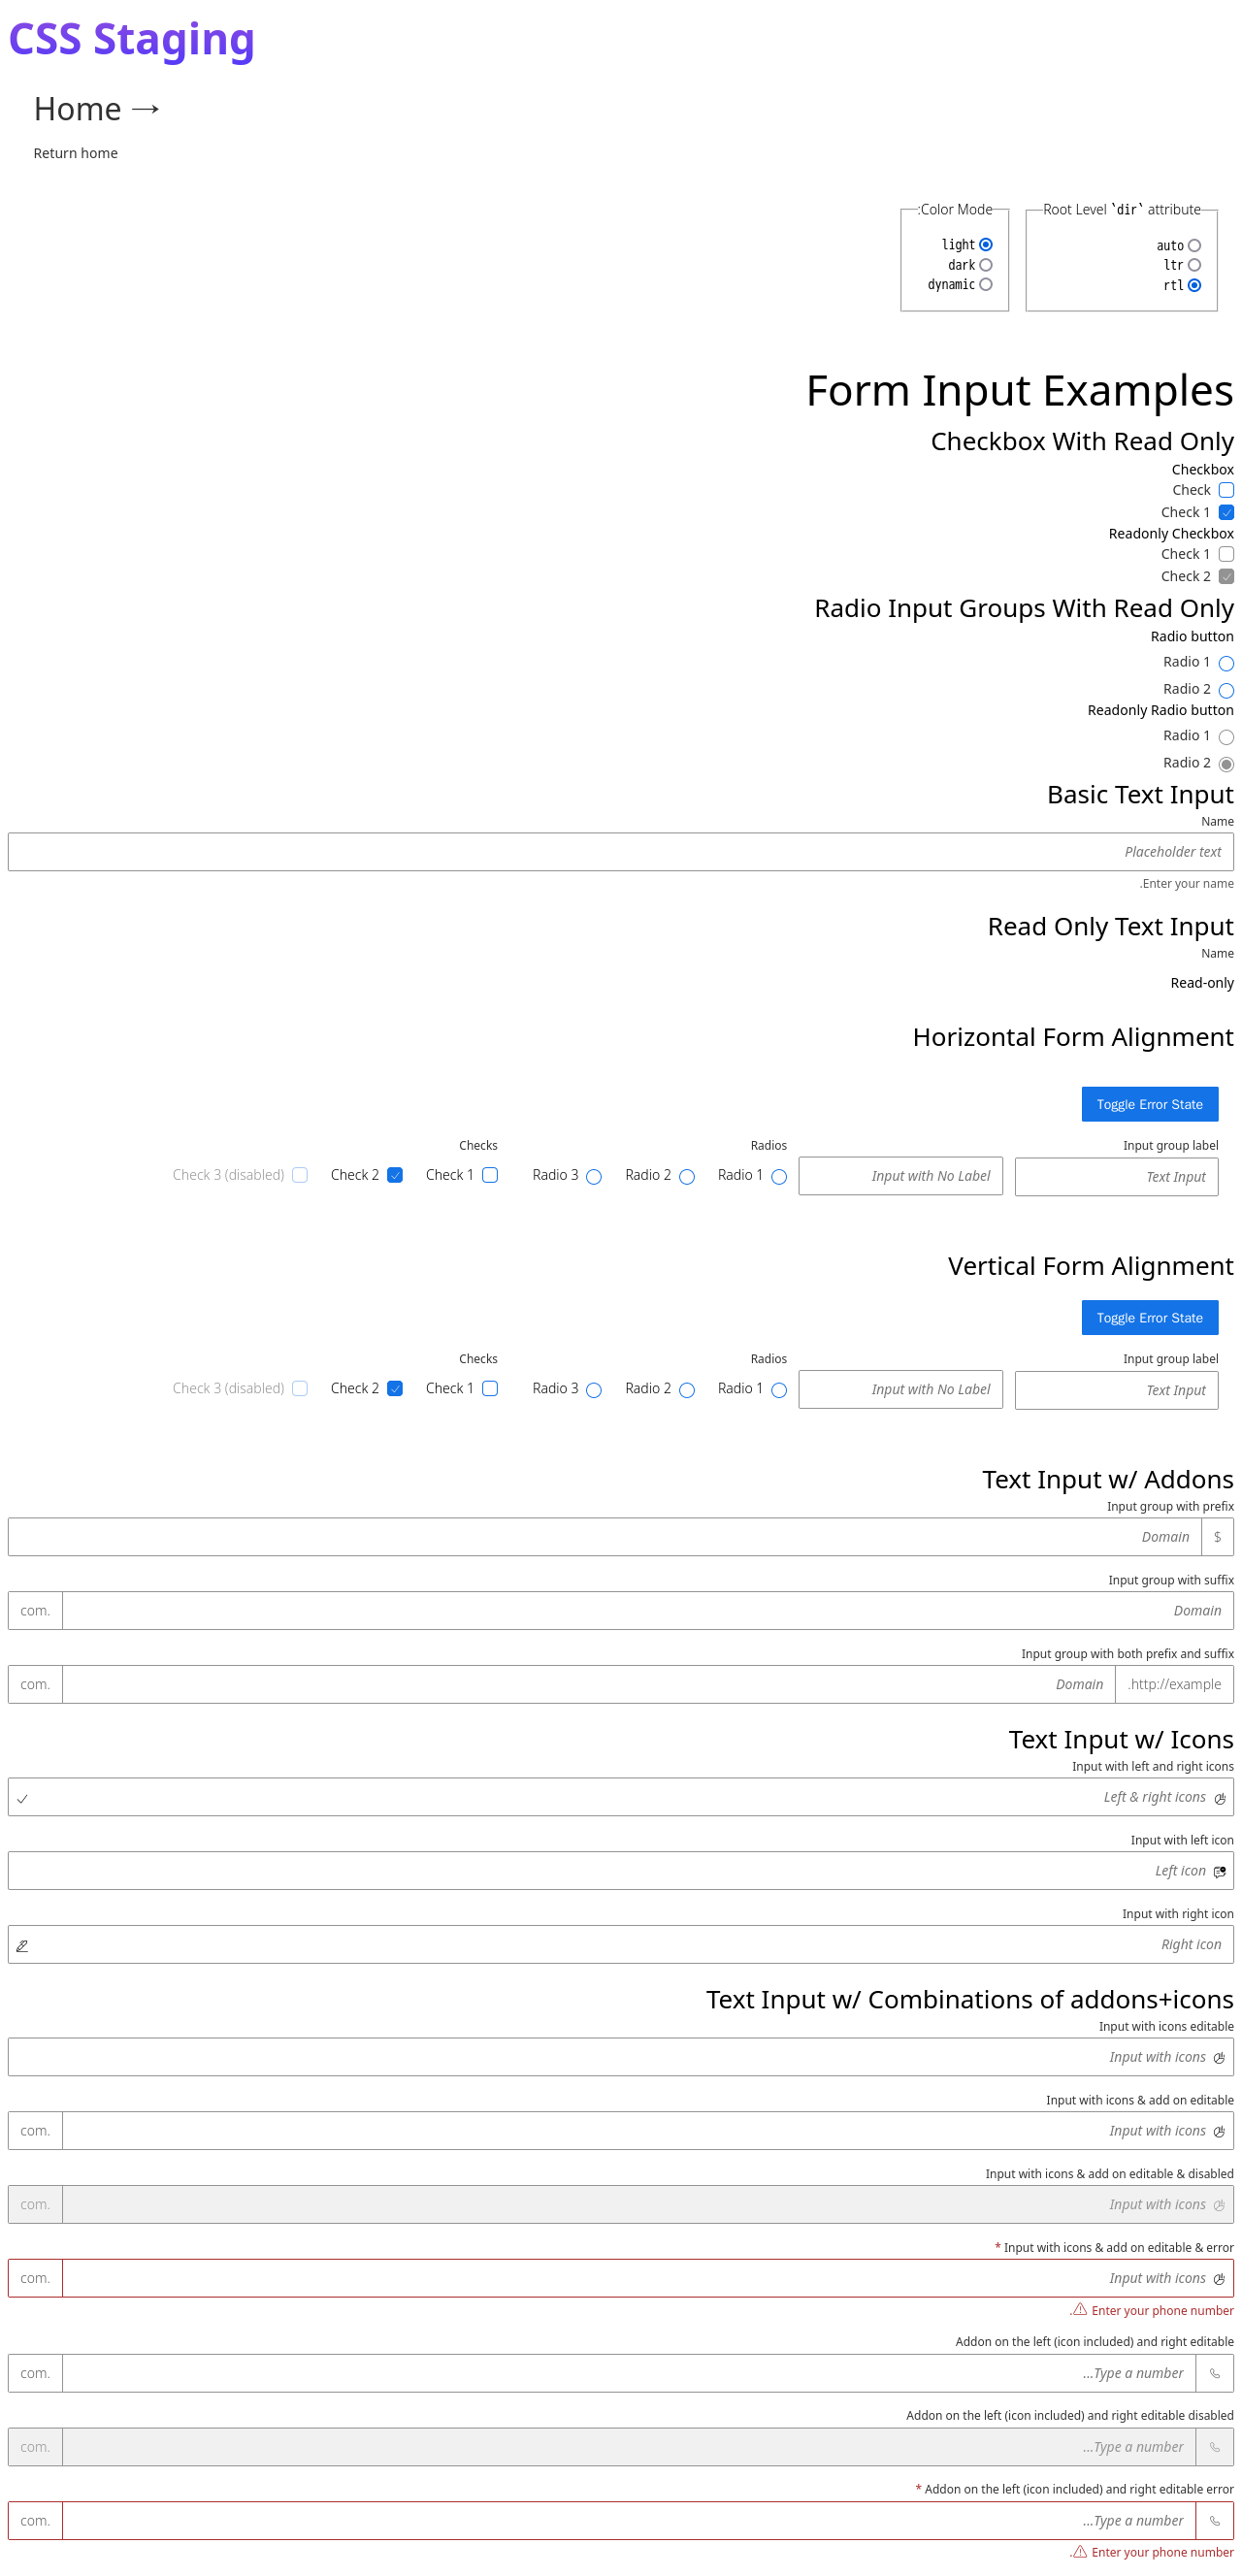 CSS Staging
Home →
Return home
Root Level `dir` attribute
auto
ltr
rtl
:Color Mode
light
dark
dynamic
Form Input Examples
Checkbox With Read Only
Checkbox
Check
Check 1
Readonly Checkbox
Check 1
Check 2
Radio Input Groups With Read Only
Radio button
Radio 1
Radio 2
Readonly Radio button
Radio 1
Radio 2
Basic Text Input
Name
Placeholder text
.Enter your name
Read Only Text Input
Name
Read-only
Horizontal Form Alignment
Toggle Error State
Input group label
Text Input
Input with No Label
Radios
Radio 1
Radio 2
Radio 3
Checks
Check 1
Check 2
Check 3 (disabled)
Vertical Form Alignment
Toggle Error State
Input group label
Text Input
Input with No Label
Radios
Radio 1
Radio 2
Radio 3
Checks
Check 1
Check 2
Check 3 (disabled)
Text Input w/ Addons
Input group with prefix
$
Domain
Input group with suffix
Domain
com.
Input group with both prefix and suffix
.http://example
Domain
com.
Text Input w/ Icons
Input with left and right icons
Left & right icons
Input with left icon
Left icon
Input with right icon
Right icon
Text Input w/ Combinations of addons+icons
Input with icons editable
Input with icons
Input with icons & add on editable
Input with icons
com.
Input with icons & add on editable & disabled
Input with icons
com.
* Input with icons & add on editable & error
Input with icons
com.
. Enter your phone number
Addon on the left (icon included) and right editable
...Type a number
com.
Addon on the left (icon included) and right editable disabled
...Type a number
com.
* Addon on the left (icon included) and right editable error
...Type a number
com.
. Enter your phone number